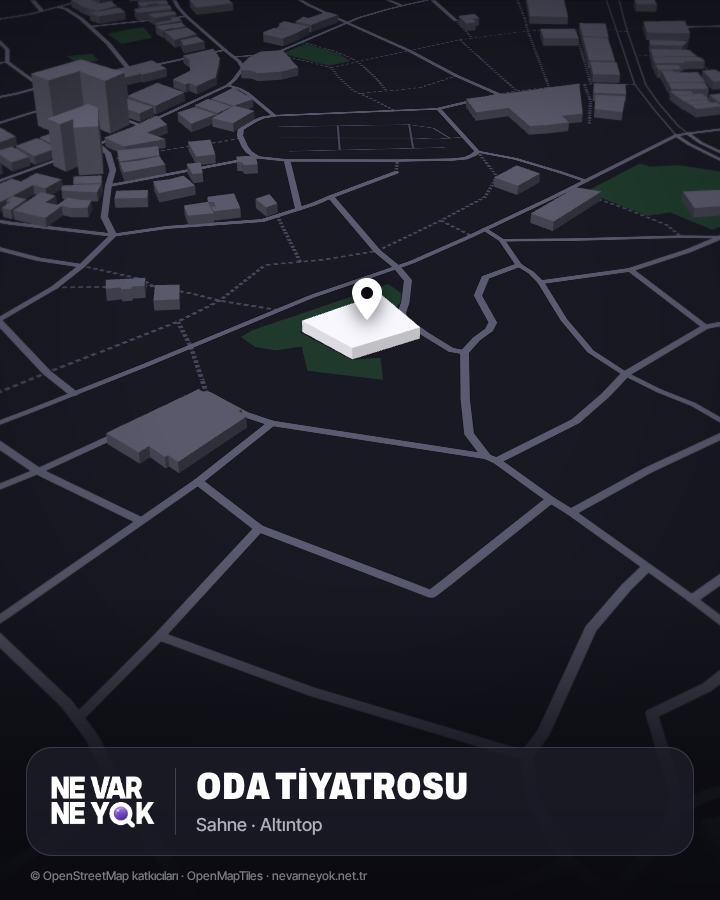 NE VAR
NE YOK
ODA TİYATROSU
Sahne · Altıntop
© OpenStreetMap katkıcıları · OpenMapTiles · nevarneyok.net.tr